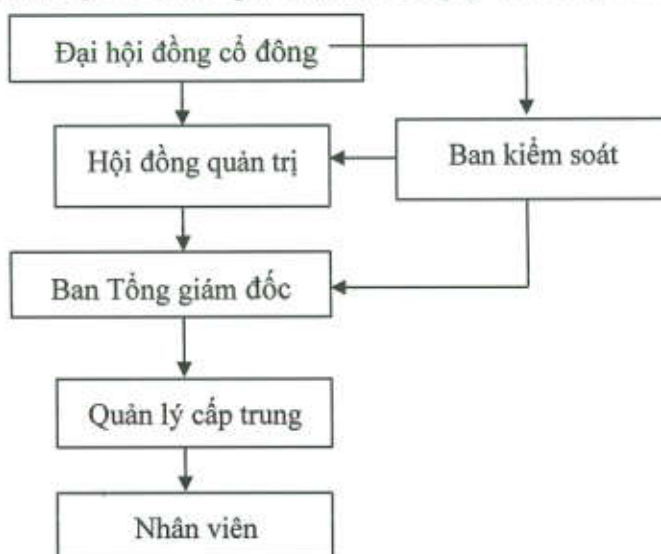 Đại hội đồng cổ đông
Hội đồng quản trị
Ban kiểm soát
Ban Tổng giám đốc
Quản lý cấp trung
Nhân viên